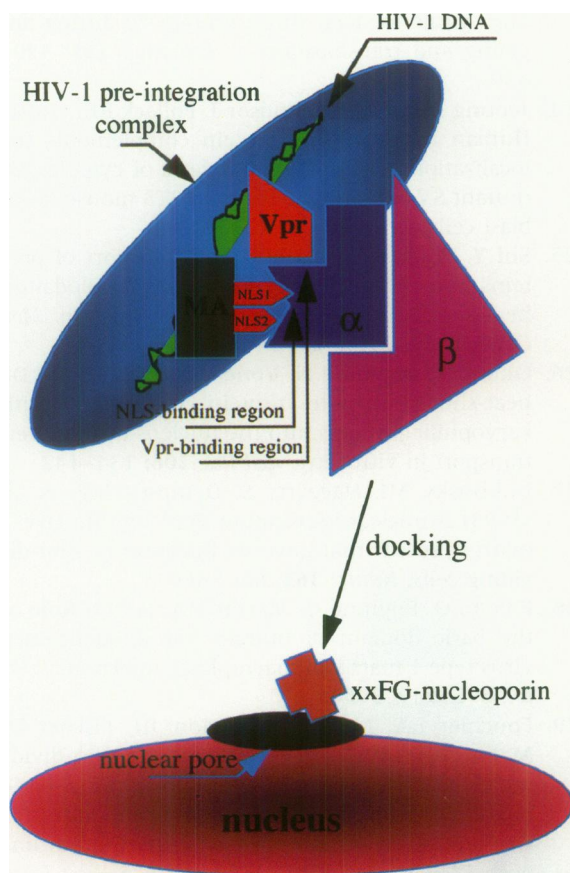 HIV-1 DNA
HIV-1 pre-integration
complex
Vpr
MA
NLS1
NLS2
α
β
NLS-binding region
Vpr-binding region
docking
xxFG-nucleoporin
nuclear pore
nucleus